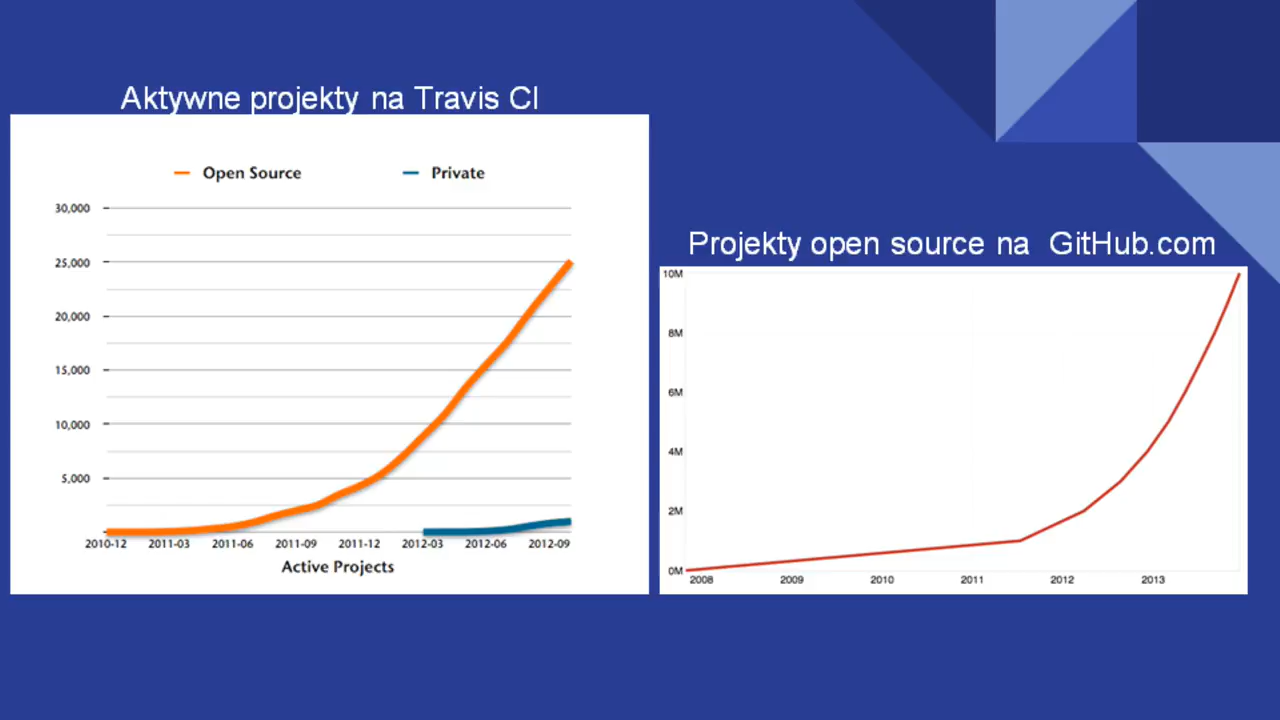 Aktywne projekty na Travis CI
Open Source
Private
30,000
25,000
20,000
15,000
10,000
5,000
2010-12 2011-03 2011-06 2011-09 2011-12 2012-03 2012-06 2012-09
Active Projects
Projekty open source na GitHub.com
10M
8M
6M
4M
2M
0M
2008 2009 2010 2011 2012 2013